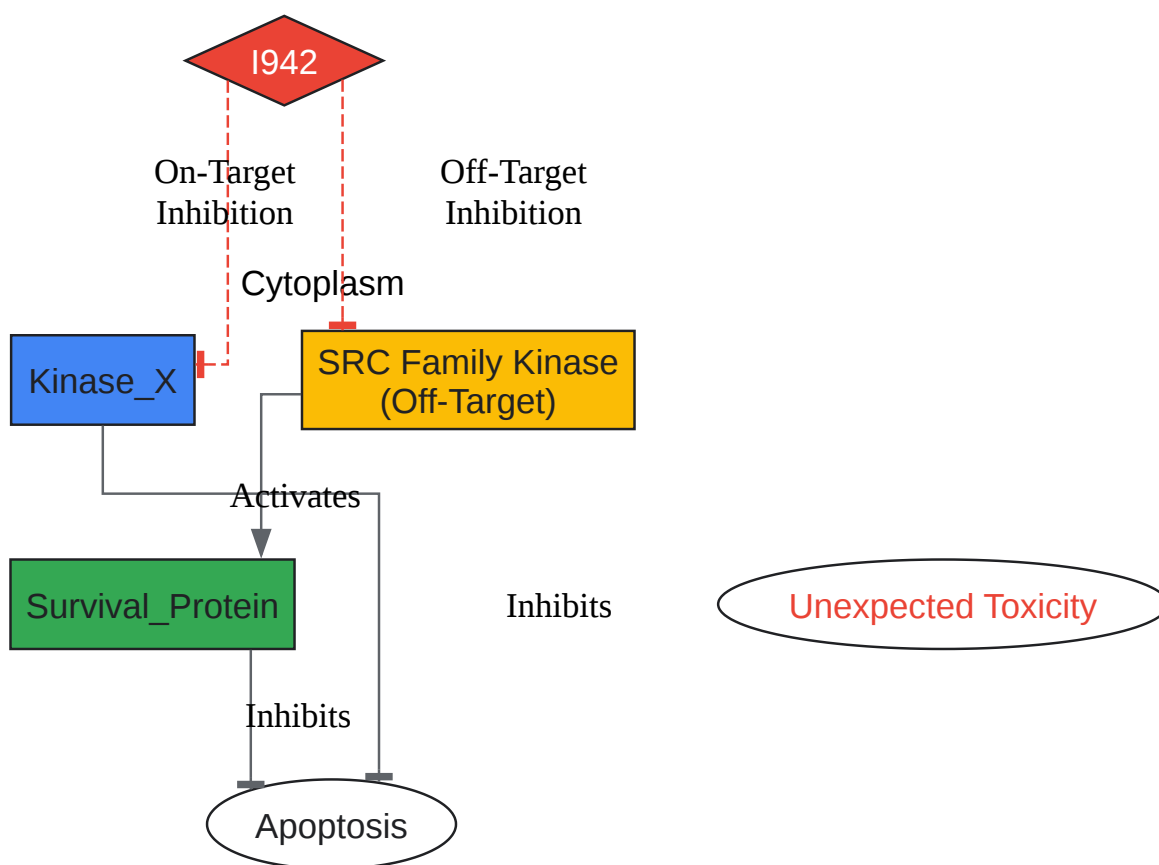 I942
On-Target
Inhibition
Off-Target
Inhibition
Cytoplasm
Kinase_X
SRC Family Kinase
(Off-Target)
Activates
Survival_Protein
Inhibits
Unexpected Toxicity
Inhibits
Apoptosis